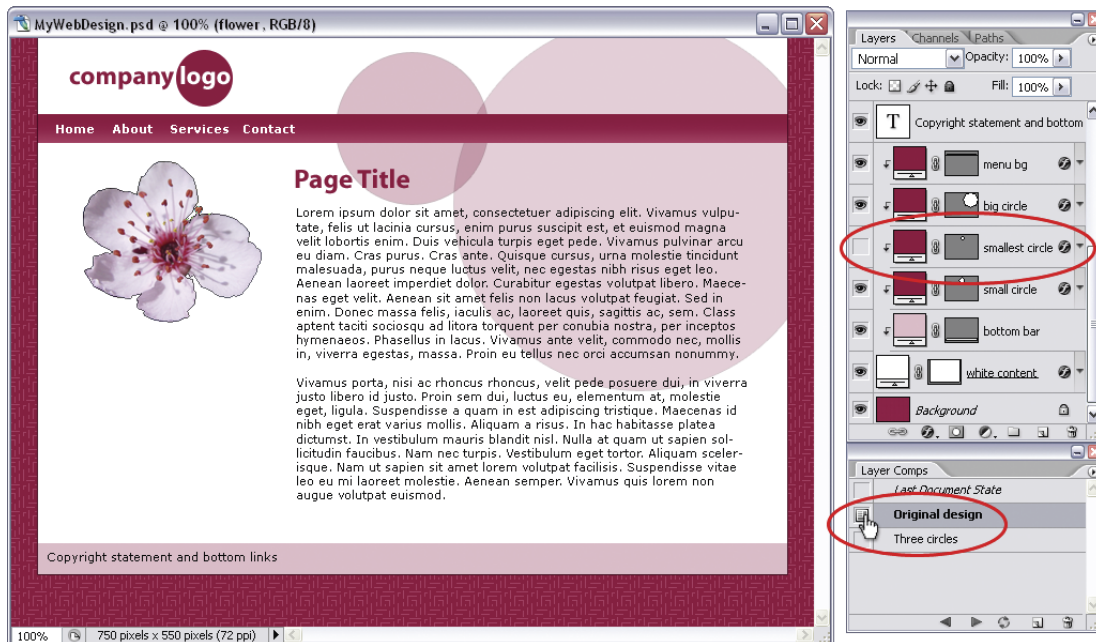 MyWebDesign.psd @ 100% (flower, RGB/8)
company logo
Home About Services Contact
Page Title
Lorem ipsum dolor sit amet, consectetuer adipiscing elit. Vivamus vulpu-
tate, felis ut lacinia cursus, enim purus suscipit est, et euismod magna
velit lobortis enim. Duis vehicula turpis eget pede. Vivamus pulvinar arcu
eu diam. Cras purus. Cras ante. Quisque cursus, urna molestie tincidunt
malesuada, purus neque luctus velit, nec egestas nibh risus eget leo.
Aenean laoreet imperdiet dolor. Curabitur egestas volutpat libero. Maece-
nas eget velit. Aenean sit amet felis non lacus volutpat feugiat. Sed in
enim. Donec massa felis, iaculis ac, laoreet quis, sagittis ac, sem. Class
aptent taciti sociosqu ad litora torquent per conubia nostra, per inceptos
hymenaeos. Phasellus in lacus. Vivamus ante velit, commodo nec, mollis
in, viverra egestas, massa. Proin eu tellus nec orci accumsan nonummy.
Vivamus porta, nisi ac rhoncus rhoncus, velit pede posuere dui, in viverra
justo libero id justo. Proin sem dui, luctus eu, elementum at, molestie
eget, ligula. Suspendisse a quam in est adipiscing tristique. Maecenas id
nibh eget erat varius mollis. Aliquam a risus. In hac habitasse platea
dictumst. In vestibulum mauris blandit nisl. Nulla at quam ut sapien sol-
licitudin faucibus. Nam nec turpis. Vestibulum eget tortor. Aliquam sceler-
isque. Nam ut sapien sit amet lorem volutpat facilisis. Suspendisse vitae
leo eu mi laoreet molestie. Aenean semper. Vivamus quis lorem non
augue volutpat euismod.
Copyright statement and bottom links
100% 750 pixels x 550 pixels (72 ppi)
Layers Channels Paths
Normal Opacity: 100%
Lock: Fill: 100%
T Copyright statement and bottom
menu bg
big circle
smallest circle
small circle
bottom bar
white content
Background
Layer Comps
Last Document State
Original design
Three circles